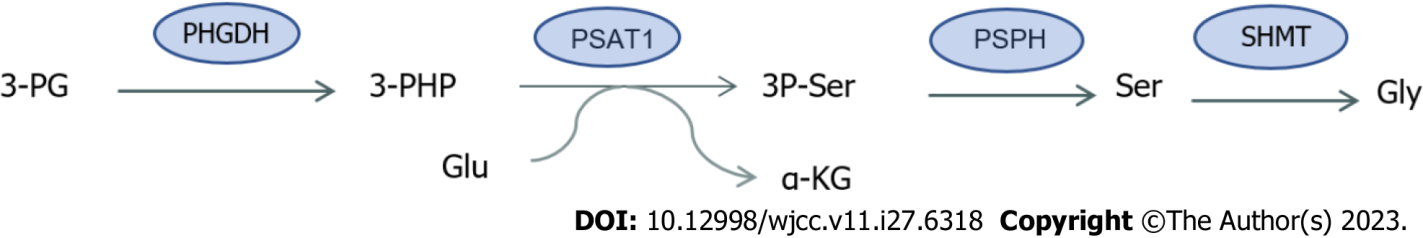 PHGDH PSAT1 PSPH SHMT
3-PG 3-PHP 3P-Ser Ser Gly
Glu α-KG
DOI: 10.12998/wjcc.v11.i27.6318 Copyright ©The Author(s) 2023.